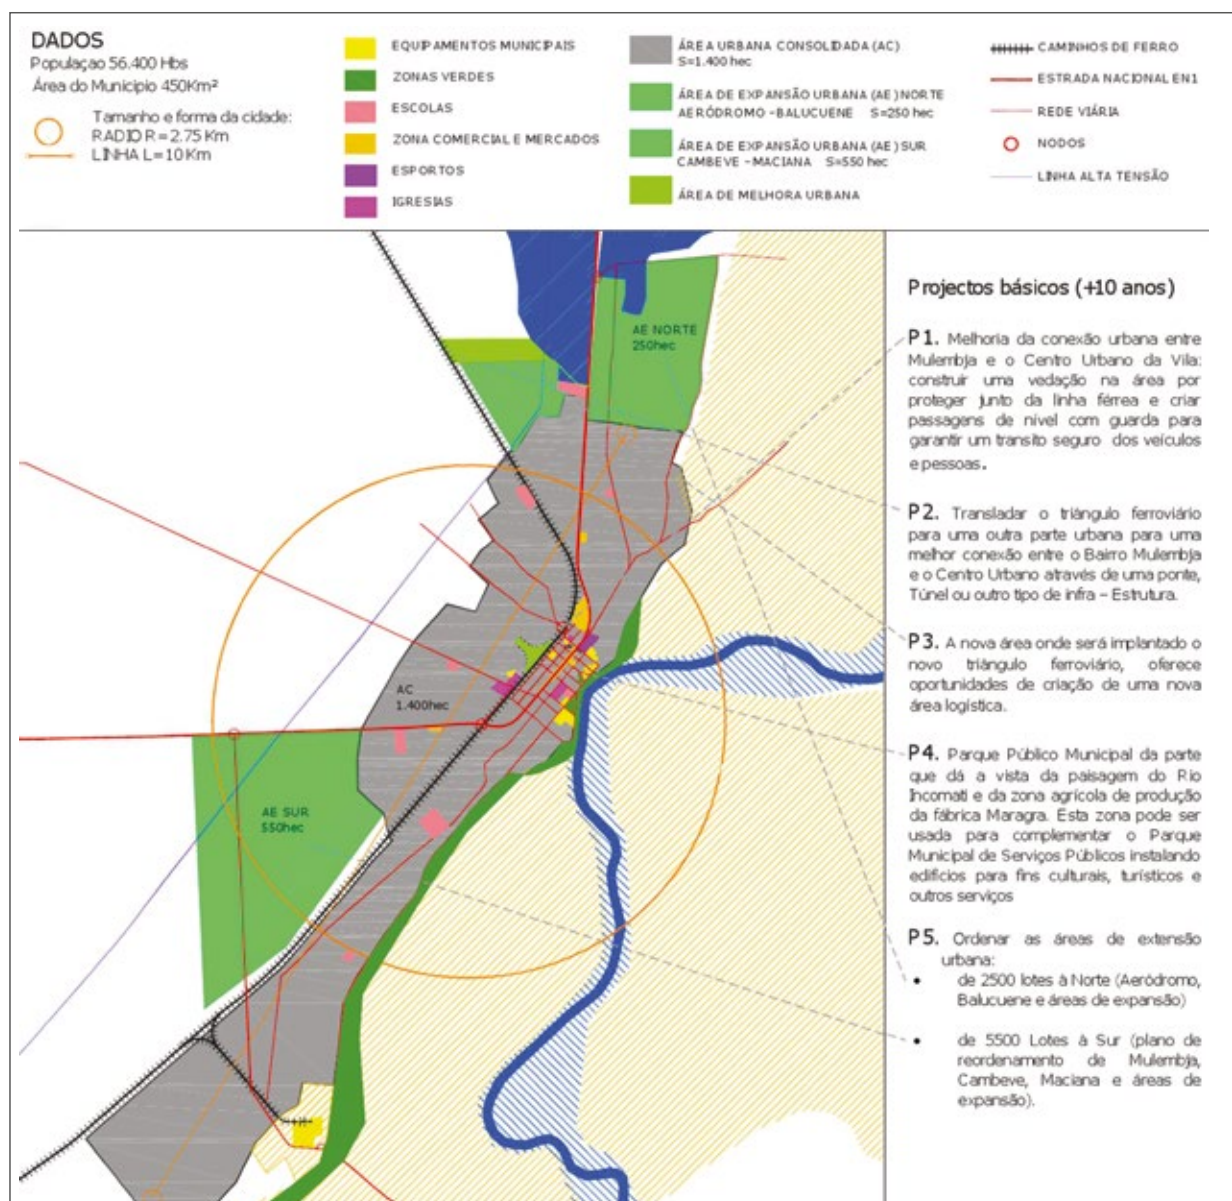 DADOS
Populaçao 56.400 Hbs
Área do Municipio 450Km²
Tamanho e forma da cidade:
RADIO R=2.75 Km
LINHA L=10 Km
EQUIPAMENTOS MUNICIPAIS
ZONAS VERDES
ESCOLAS
ZONA COMERCIAL E MERCADOS
ESPORTOS
IGRESIAS
ÁREA URBANA CONSOLIDADA (AC)
S=1.400 hec
ÁREA DE EXPANSÃO URBANA (AE) NORTE
AERÓDROMO -BALUCUENE S=250 hec
ÁREA DE EXPANSÃO URBANA (AE) SUR
CAMBEVE -MACIANA S=550 hec
ÁREA DE MELHORA URBANA
CAMINHOS DE FERRO
ESTRADA NACIONAL EN1
REDE VIÁRIA
NODOS
LINHA ALTA TENSÃO
AE NORTE
250hec
AC
1.400hec
AE SUR
550hec
Projectos básicos (+10 anos)
P1. Melhoria da conexão urbana entre
Mulembja e o Centro Urbano da Vila:
construir uma vedação na área por
proteger junto da linha férrea e criar
passagens de nível com guarda para
garantir um transito seguro dos veículos
e pessoas.
P2. Transladar o triângulo ferroviário
para uma outra parte urbana para uma
melhor conexão entre o Bairro Mulembja
e o Centro Urbano através de uma ponte,
Túnel ou outro tipo de infra – Estrutura.
P3. A nova área onde será implantado o
novo triângulo ferroviário, oferece
oportunidades de criação de uma nova
área logística.
P4. Parque Público Municipal da parte
que dá a vista da paisagem do Rio
Incomati e da zona agrícola de produção
da fábrica Maragra. Esta zona pode ser
usada para complementar o Parque
Municipal de Serviços Públicos instalando
edifícios para fins culturais, turísticos e
outros serviços
P5. Ordenar as áreas de extensão
urbana:
• de 2500 lotes à Norte (Aeródromo,
Balucuene e áreas de expansão)
• de 5500 Lotes à Sur (plano de
reordenamento de Mulembja,
Cambeve, Maciana e áreas de
expansão).